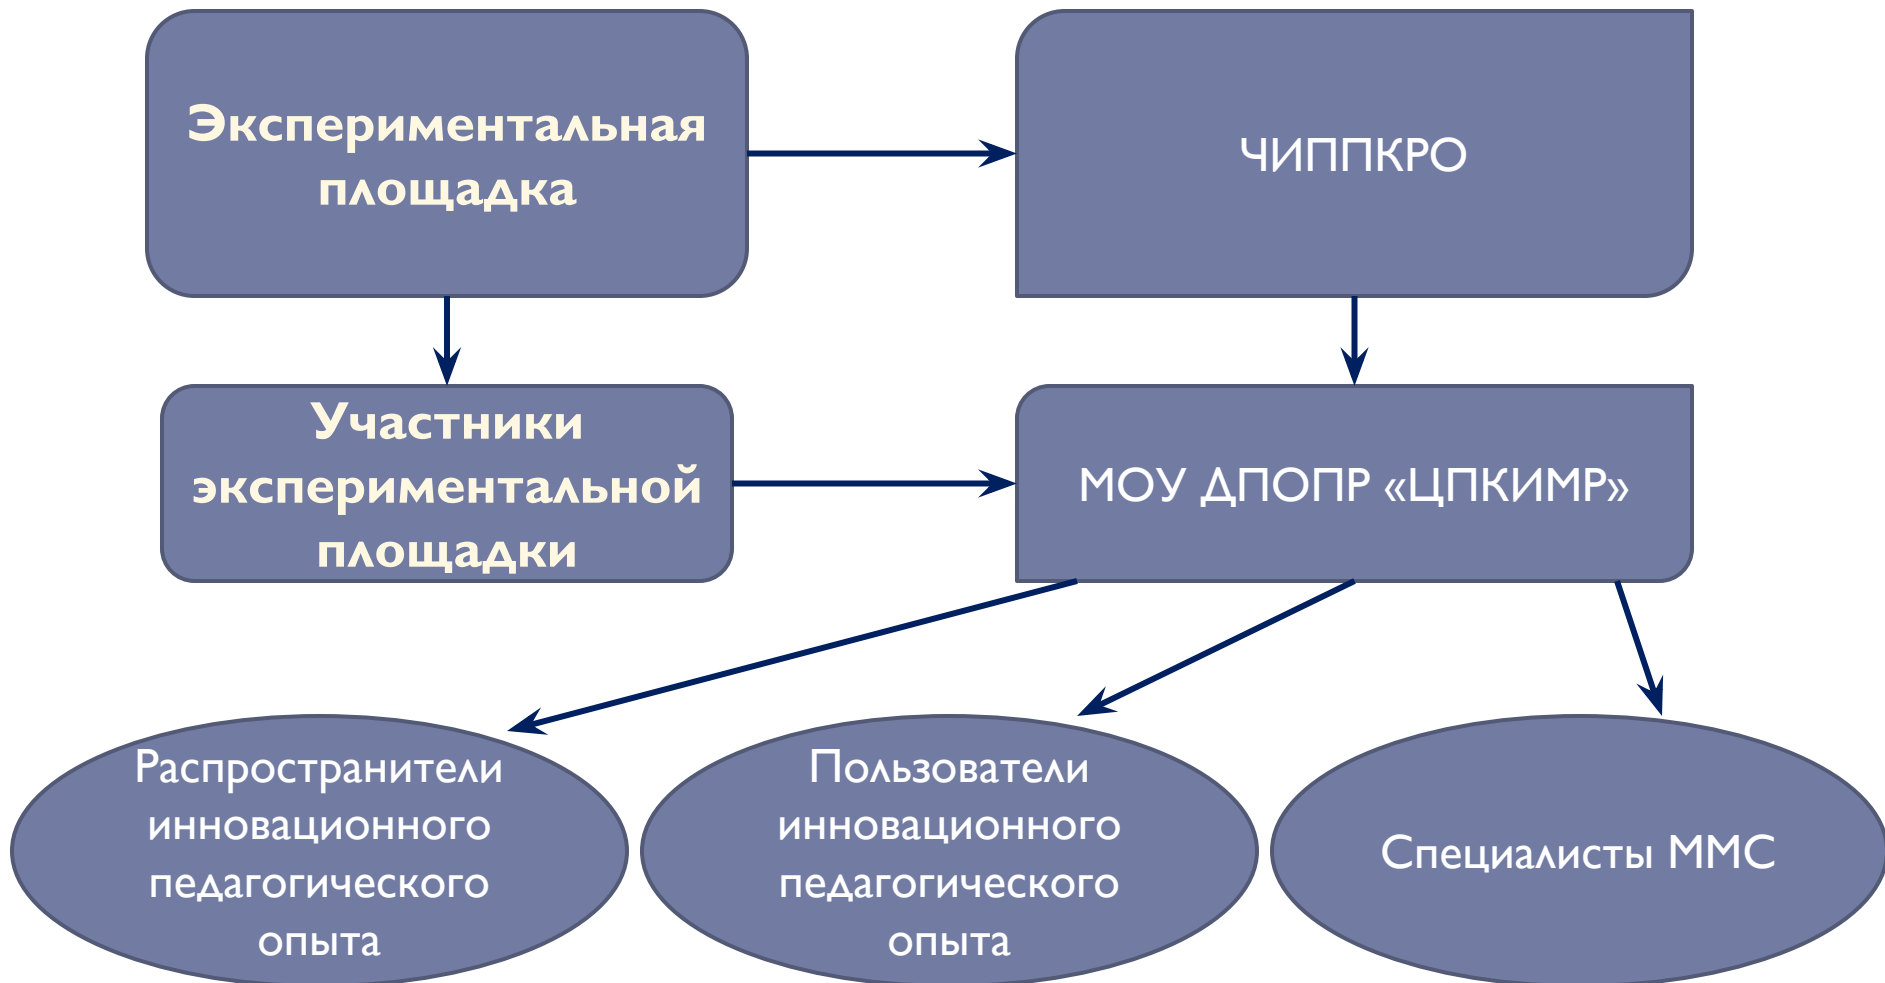 Экспериментальная
площадка
ЧИППКРО
Участники
экспериментальной
площадки
МОУ ДПОПР «ЦПКИМР»
Распространители
инновационного
педагогического
опыта
Пользователи
инновационного
педагогического
опыта
Специалисты ММС